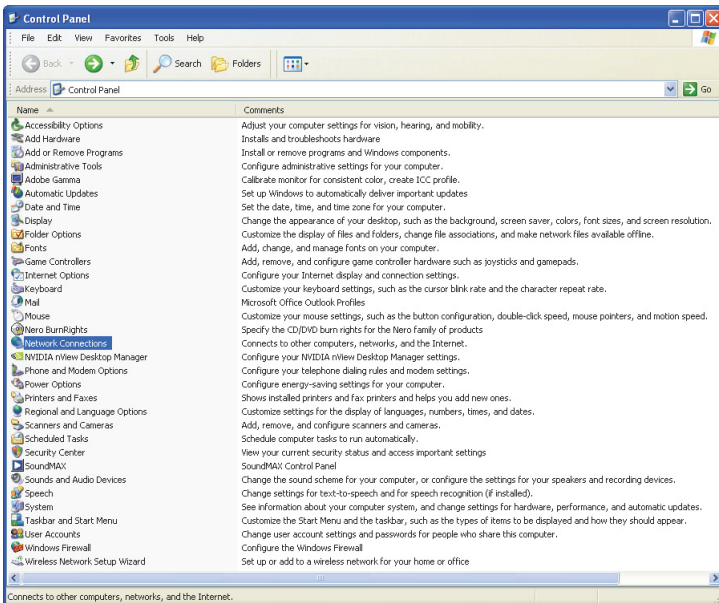 Control Panel
File Edit View Favorites Tools Help
Back Search Folders
Address Control Panel Go
Name Comments
Accessibility Options Adjust your computer settings for vision, hearing, and mobility.
Add Hardware Installs and troubleshoots hardware
Add or Remove Programs Install or remove programs and Windows components.
Administrative Tools Configure administrative settings for your computer.
Adobe Gamma Calibrate monitor for consistent color, create ICC profile.
Automatic Updates Set up Windows to automatically deliver important updates
Date and Time Set the date, time, and time zone for your computer.
Display Change the appearance of your desktop, such as the background, screen saver, colors, font sizes, and screen resolution.
Folder Options Customize the display of files and folders, change file associations, and make network files available offline.
Fonts Add, change, and manage fonts on your computer.
Game Controllers Add, remove, and configure game controller hardware such as joysticks and gamepads.
Internet Options Configure your Internet display and connection settings.
Keyboard Customize your keyboard settings, such as the cursor blink rate and the character repeat rate.
Mail Microsoft Office Outlook Profiles
Mouse Customize your mouse settings, such as the button configuration, double-click speed, mouse pointers, and motion speed.
Nero BurnRights Specify the CD/DVD burn rights for the Nero family of products
Network Connections Connects to other computers, networks, and the Internet.
NVIDIA nView Desktop Manager Configure your NVIDIA nView Desktop Manager settings.
Phone and Modem Options Configure your telephone dialing rules and modem settings.
Power Options Configure energy-saving settings for your computer.
Printers and Faxes Shows installed printers and fax printers and helps you add new ones.
Regional and Language Options Customize settings for the display of languages, numbers, times, and dates.
Scanners and Cameras Add, remove, and configure scanners and cameras.
Scheduled Tasks Schedule computer tasks to run automatically.
Security Center View your current security status and access important settings
SoundMAX SoundMAX Control Panel
Sounds and Audio Devices Change the sound scheme for your computer, or configure the settings for your speakers and recording devices.
Speech Change settings for text-to-speech and for speech recognition (if installed).
System See information about your computer system, and change settings for hardware, performance, and automatic updates.
Taskbar and Start Menu Customize the Start Menu and the taskbar, such as the types of items to be displayed and how they should appear.
User Accounts Change user account settings and passwords for people who share this computer.
Windows Firewall Configure the Windows Firewall
Wireless Network Setup Wizard Set up or add to a wireless network for your home or office
Connects to other computers, networks, and the Internet.